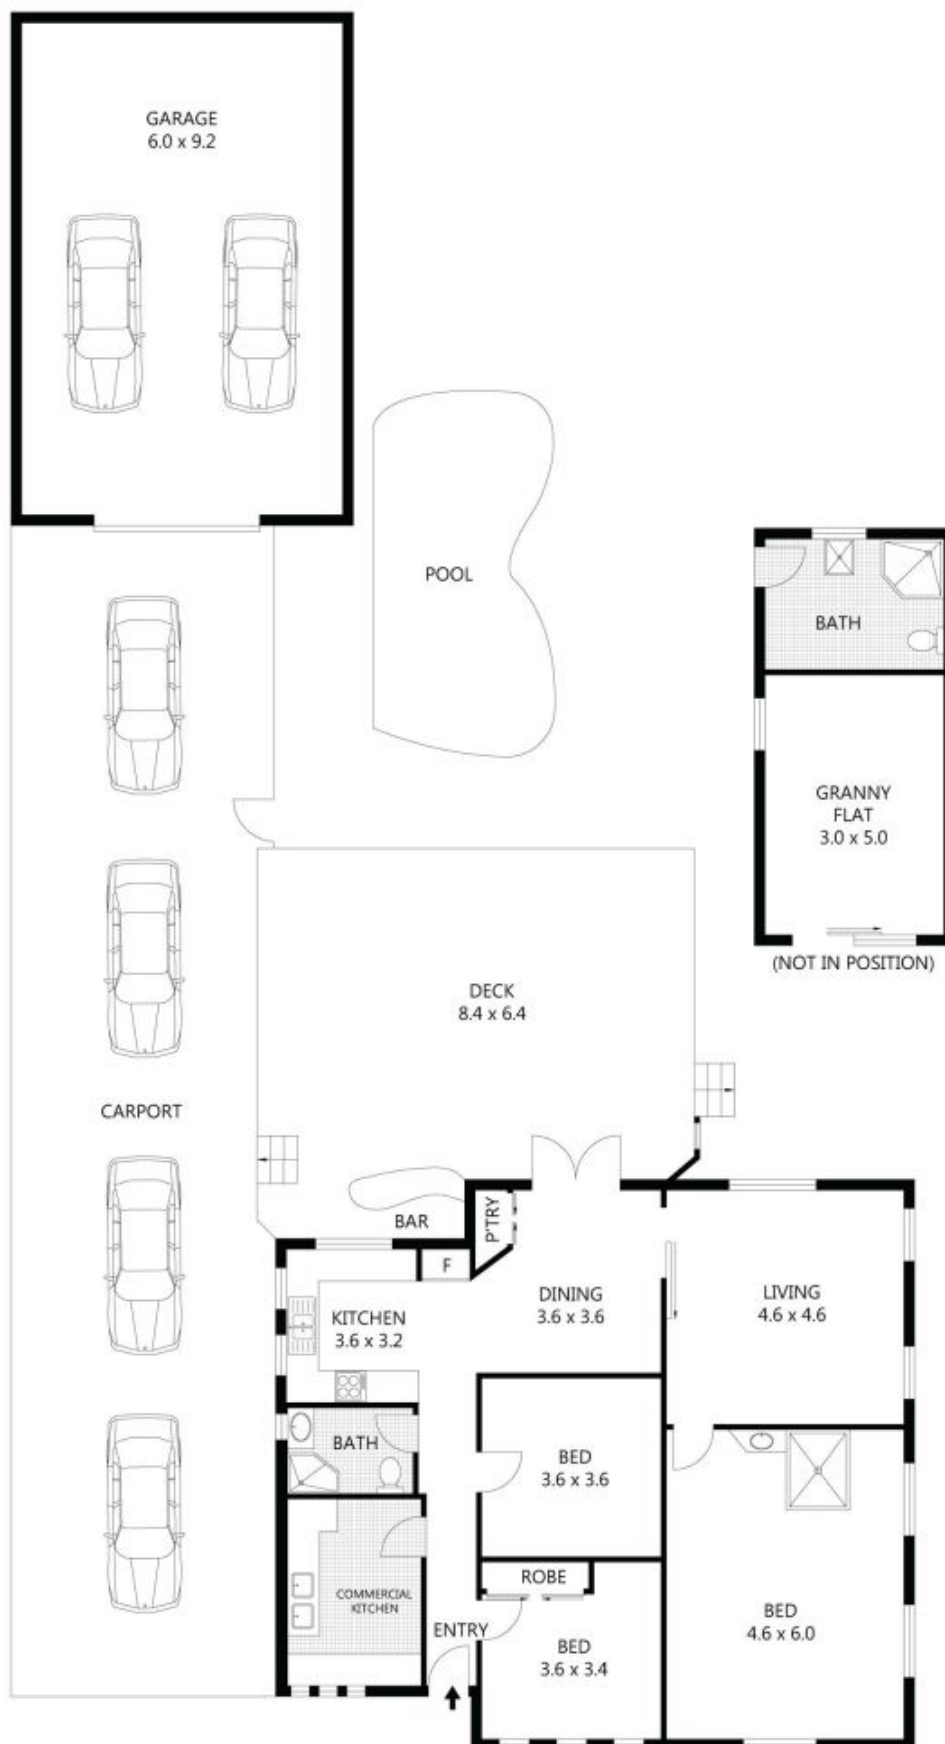 GARAGE
6.0 x 9.2
POOL
BATH
GRANNY
FLAT
3.0 x 5.0
(NOT IN POSITION)
DECK
8.4 x 6.4
CARPORT
BAR
P'TRY
F
KITCHEN
3.6 x 3.2
DINING
3.6 x 3.6
LIVING
4.6 x 4.6
BATH
BED
3.6 x 3.6
COMMERCIAL
KITCHEN
ROBE
ENTRY
BED
3.6 x 3.4
BED
4.6 x 6.0